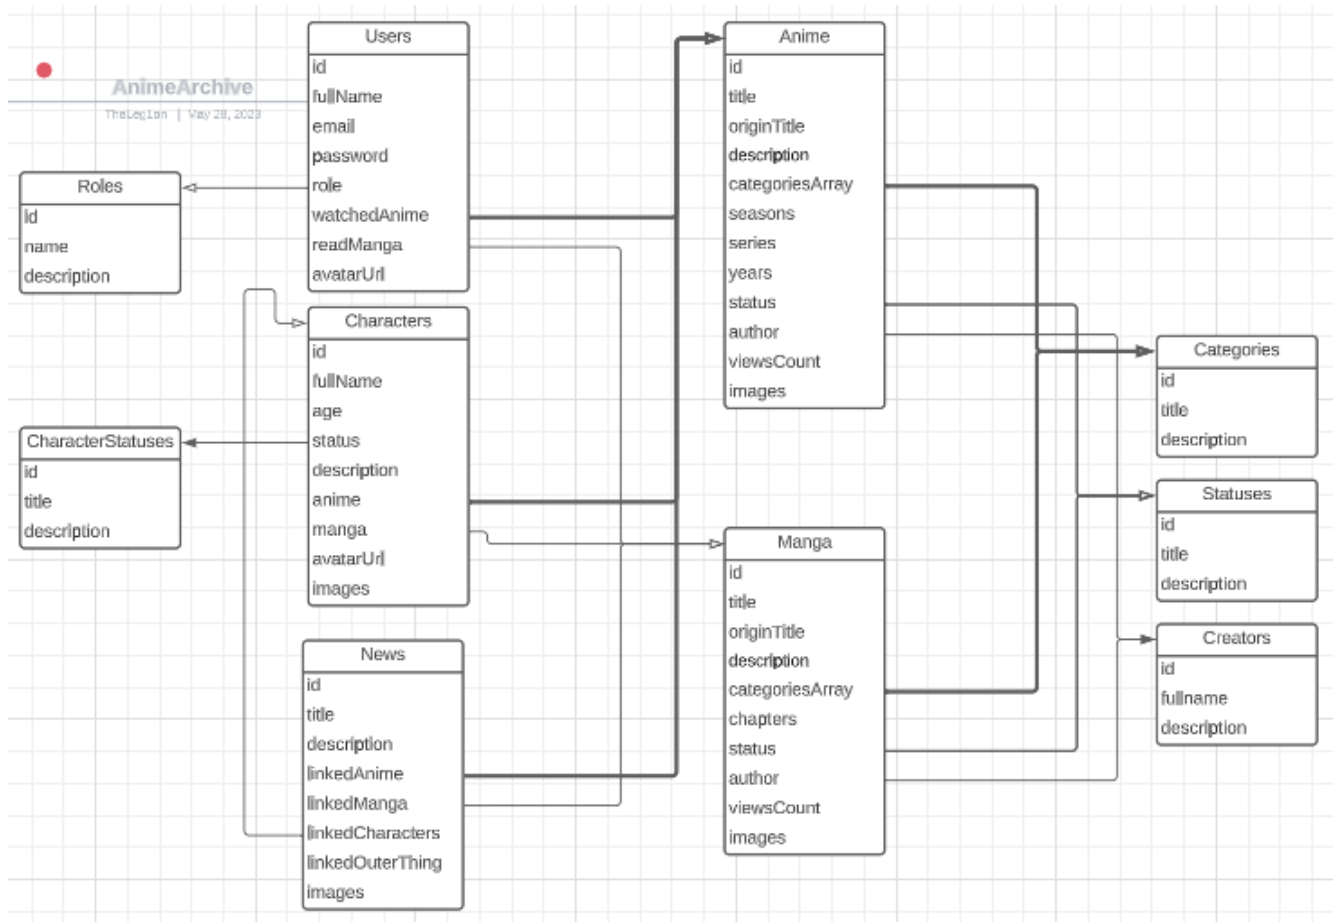 AnimeArchive
TheLeg1on | May 28, 2023
Users
id
fullName
email
password
role
watchedAnime
readManga
avatarUrl
Roles
id
name
description
Characters
id
fullName
age
status
description
anime
manga
avatarUrl
images
CharacterStatuses
id
title
description
News
id
title
description
linkedAnime
linkedManga
linkedCharacters
linkedOuterThing
images
Anime
id
title
originTitle
description
categoriesArray
seasons
series
years
status
author
viewsCount
images
Manga
id
title
originTitle
description
categoriesArray
chapters
status
author
viewsCount
images
Categories
id
title
description
Statuses
id
title
description
Creators
id
fullname
description